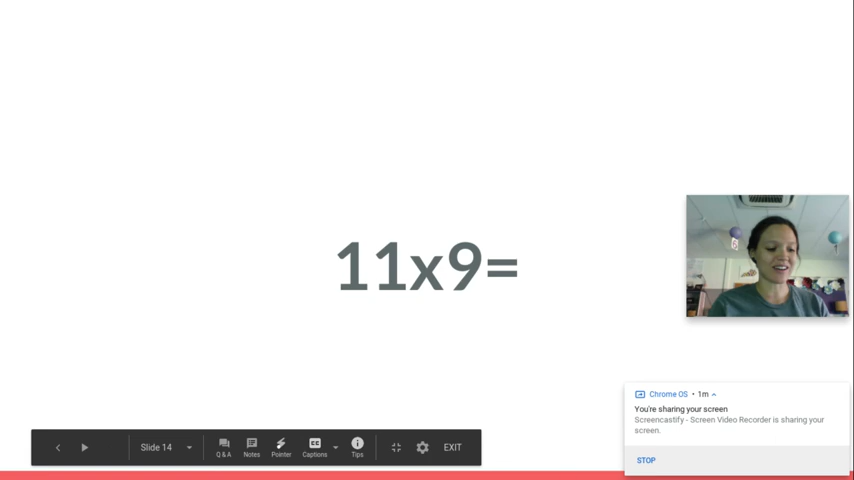 11x9=
Chrome OS • 1m
You're sharing your screen
Screencastify - Screen Video Recorder is sharing your
screen.
STOP
Slide 14
Q & A
Notes
Pointer
CC
Captions
Tips
EXIT